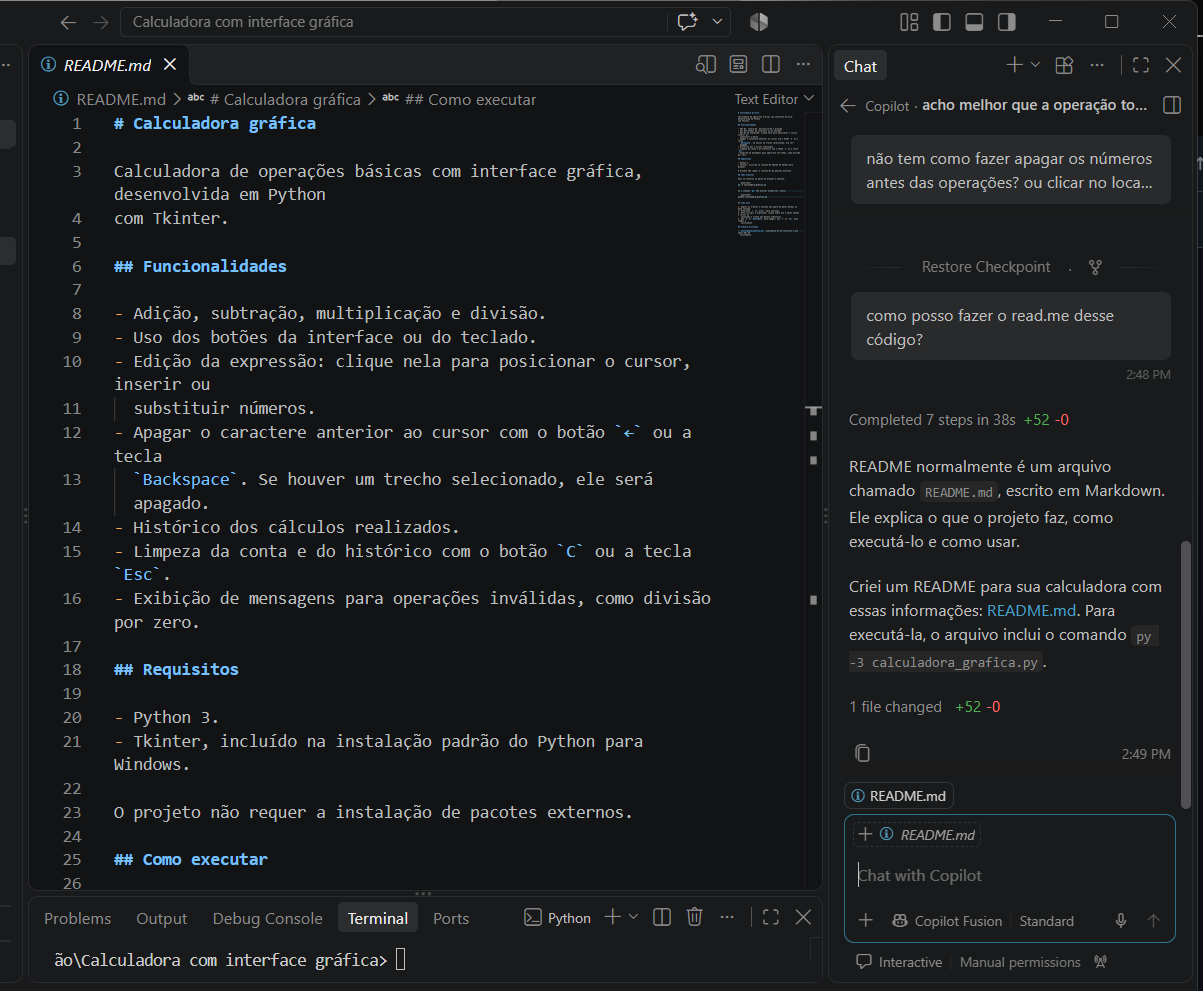 Calculadora com interface gráfica
README.md
README.md > abc # Calculadora gráfica > abc ## Como executar
Text Editor
1 # Calculadora gráfica
2
3 Calculadora de operações básicas com interface gráfica,
desenvolvida em Python
4 com Tkinter.
5
6 ## Funcionalidades
7
8 - Adição, subtração, multiplicação e divisão.
9 - Uso dos botões da interface ou do teclado.
10 - Edição da expressão: clique nela para posicionar o cursor,
inserir ou
11 substituir números.
12 - Apagar o caractere anterior ao cursor com o botão `←` ou a
tecla
13 `Backspace`. Se houver um trecho selecionado, ele será
apagado.
14 - Histórico dos cálculos realizados.
15 - Limpeza da conta e do histórico com o botão `C` ou a tecla
`Esc`.
16 - Exibição de mensagens para operações inválidas, como divisão
por zero.
17
18 ## Requisitos
19
20 - Python 3.
21 - Tkinter, incluído na instalação padrão do Python para
Windows.
22
23 O projeto não requer a instalação de pacotes externos.
24
25 ## Como executar
26
Problems Output Debug Console Terminal Ports
Python
ão\Calculadora com interface gráfica>
Chat
Copilot · acho melhor que a operação to...
não tem como fazer apagar os números
antes das operações? ou clicar no loca...
Restore Checkpoint .
como posso fazer o read.me desse
código?
2:48 PM
Completed 7 steps in 38s +52 -0
README normalmente é um arquivo
chamado README.md, escrito em Markdown.
Ele explica o que o projeto faz, como
executá-lo e como usar.
Criei um README para sua calculadora com
essas informações: README.md. Para
executá-la, o arquivo inclui o comando py
-3 calculadora_grafica.py.
1 file changed +52 -0
2:49 PM
README.md
README.md
Chat with Copilot
Copilot Fusion Standard
Interactive Manual permissions